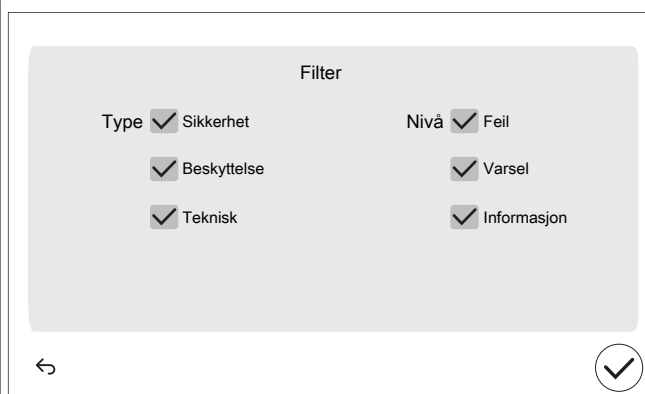 Filter
Type Sikkerhet
Beskyttelse
Teknisk
Nivå Feil
Varsel
Informasjon